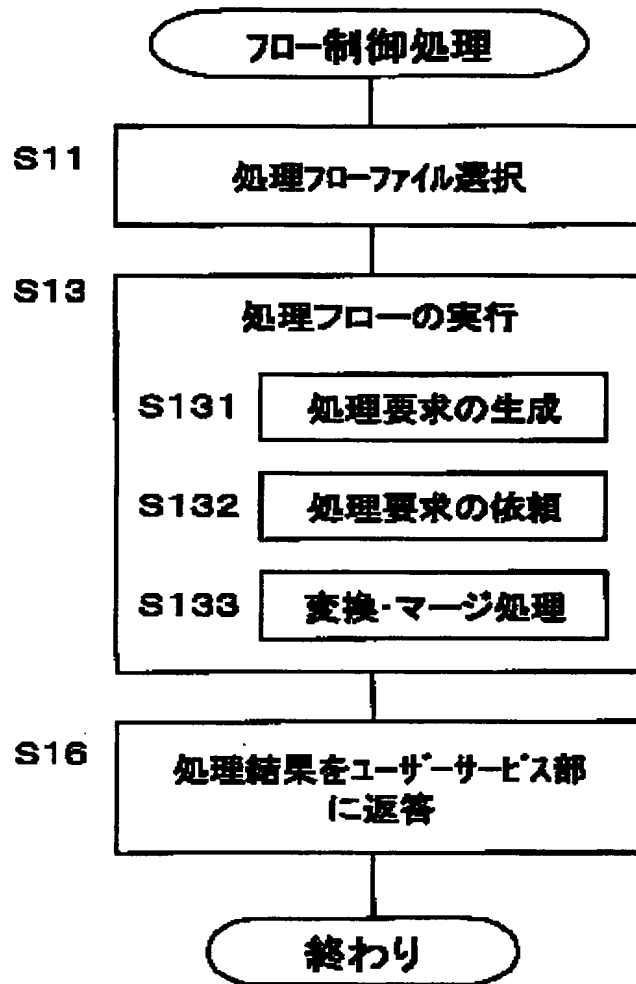 フロー制御処理
S11
処理フローファイル選択
S13
処理フローの実行
S131
処理要求の生成
S132
処理要求の依頼
S133
変換・マージ処理
S16
処理結果をユーザーサービス部
に返答
終わり